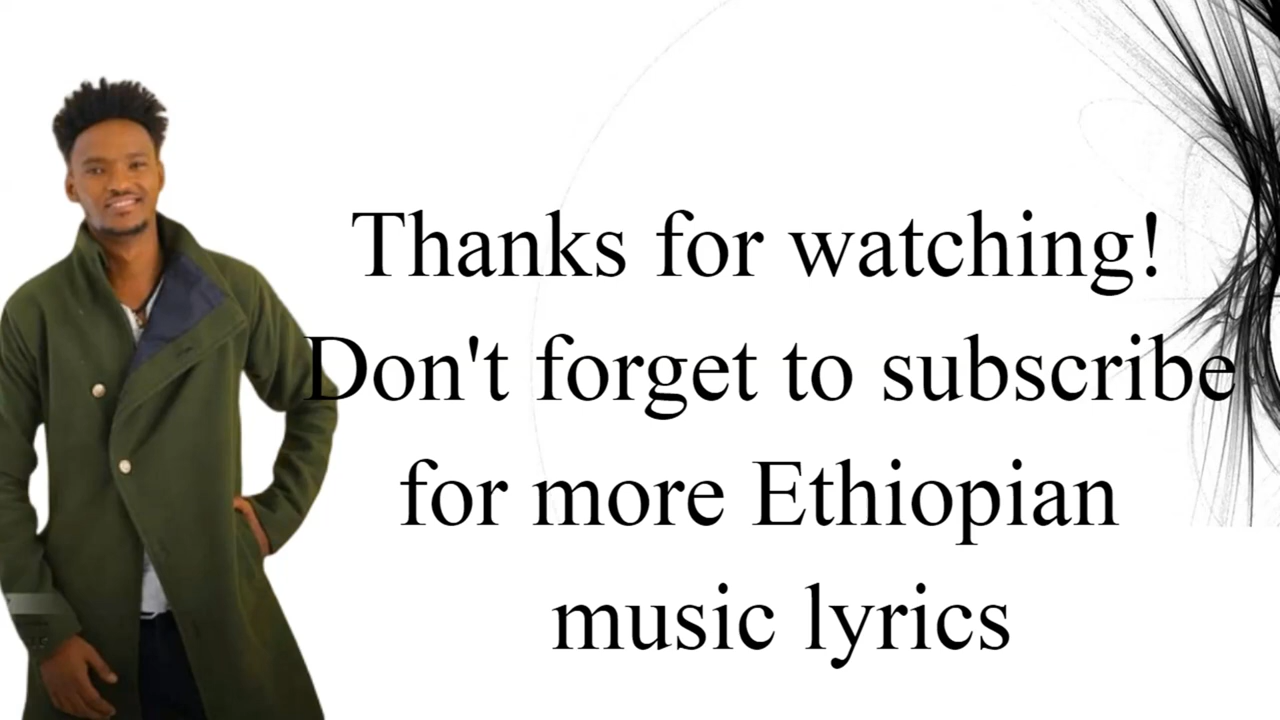 Thanks for watching!
Don't forget to subscribe
for more Ethiopian
music lyrics